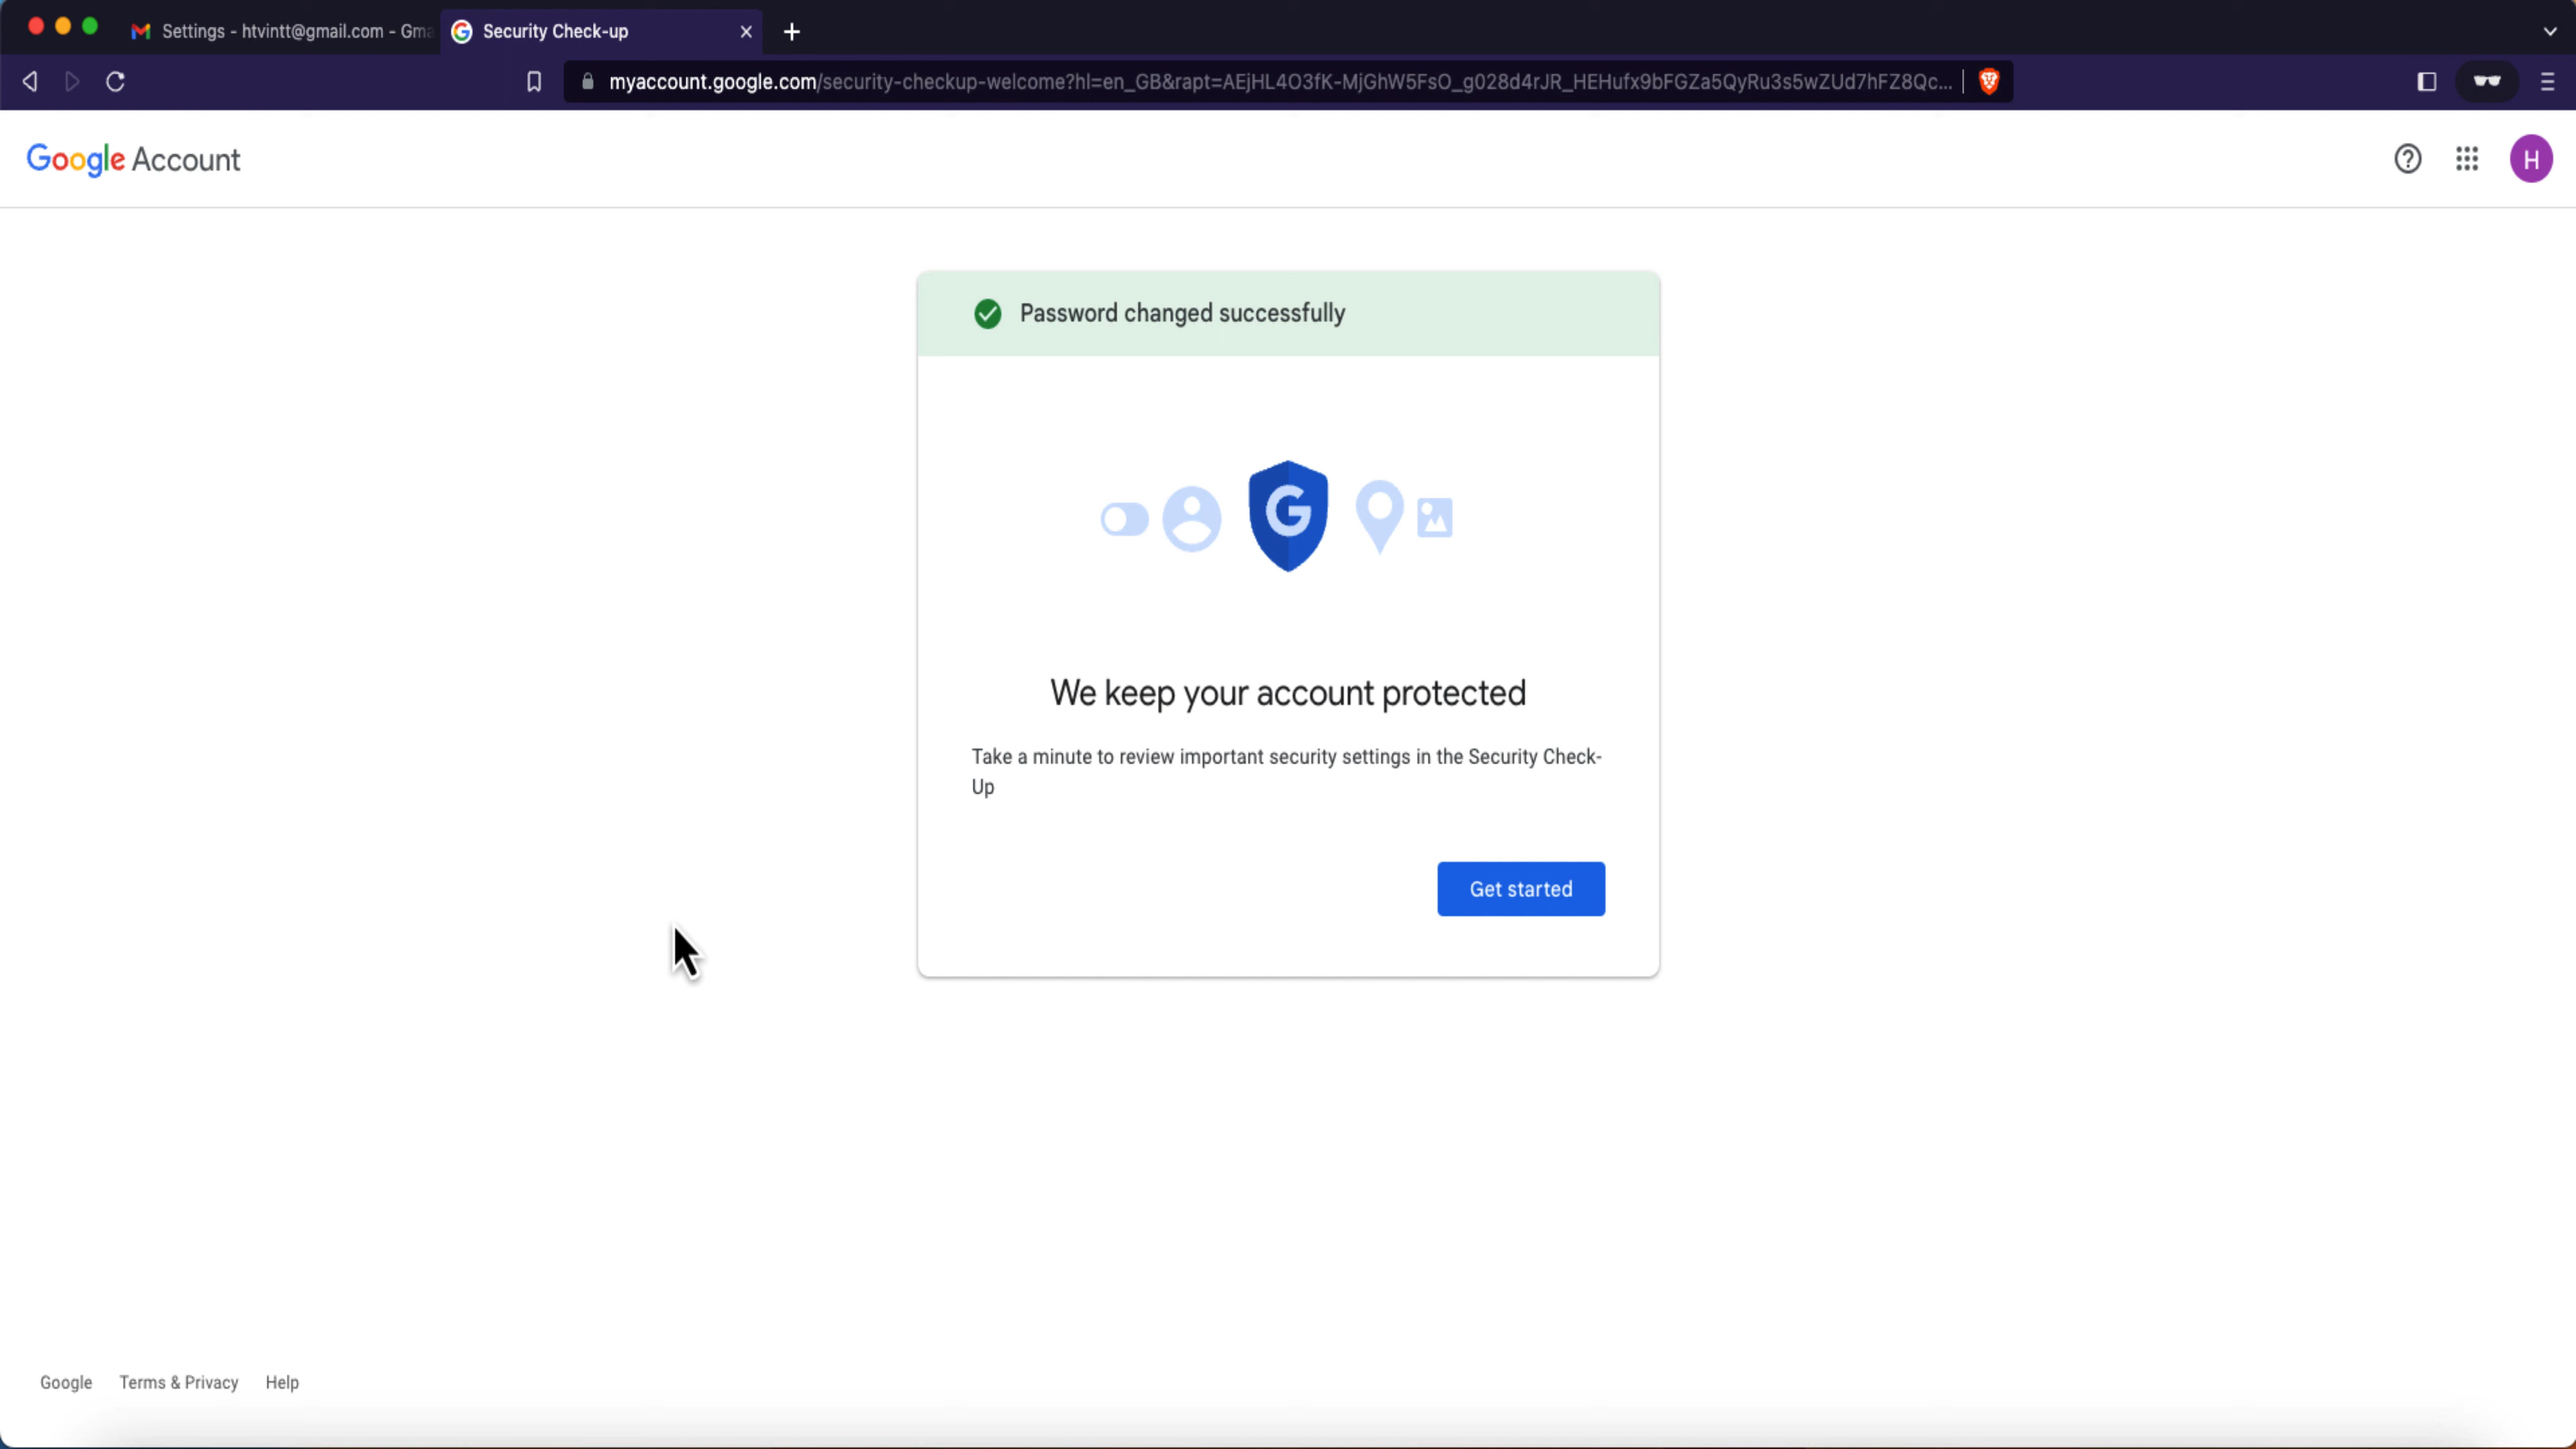 Settings - htvintt@gmail.com - Gma
Security Check-up
myaccount.google.com/security-checkup-welcome?hl=en_GB&rapt=AEjHL4O3fK-MjGhW5FsO_g028d4rJR_HEHufx9bFGZa5QyRu3s5wZUd7hFZ8Qc...
Google Account
H
Password changed successfully
G
We keep your account protected
Take a minute to review important security settings in the Security Check-
Up
Get started
Google Terms & Privacy Help